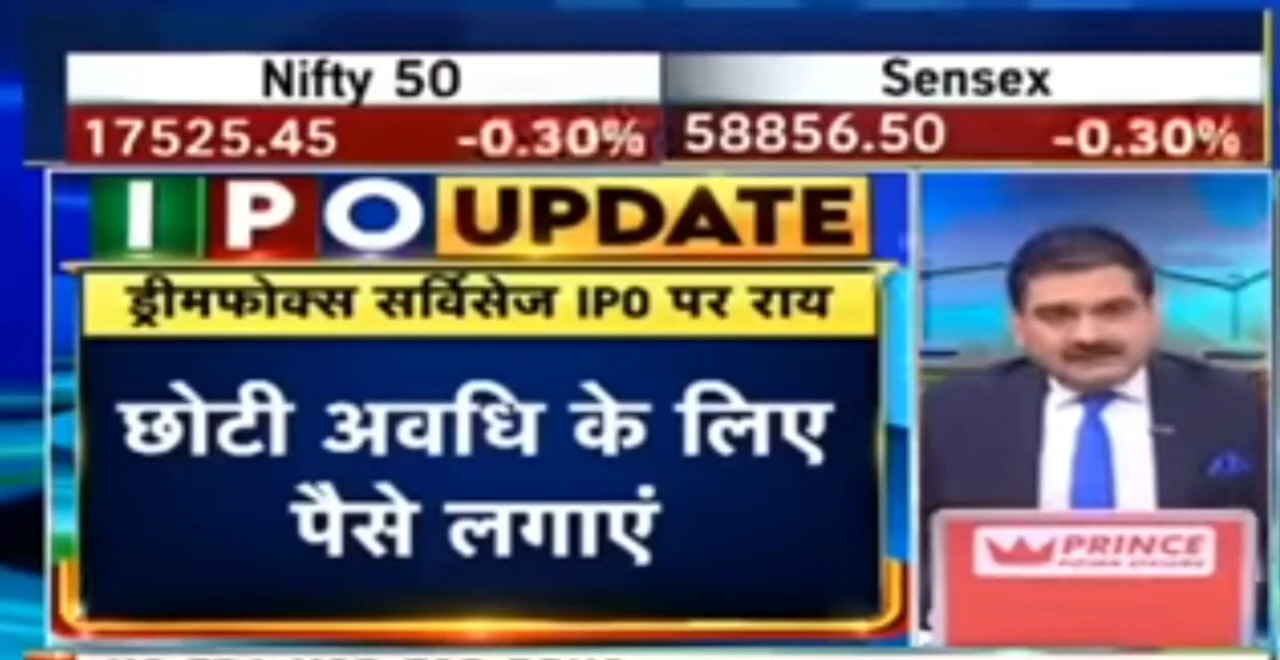 Nifty 50
Sensex
17525.45 -0.30%
58856.50 -0.30%
IPO UPDATE
ड्रीमफोक्स सर्विसेज IPO पर राय
छोटी अवधि के लिए
पैसे लगाएं
PRINCE